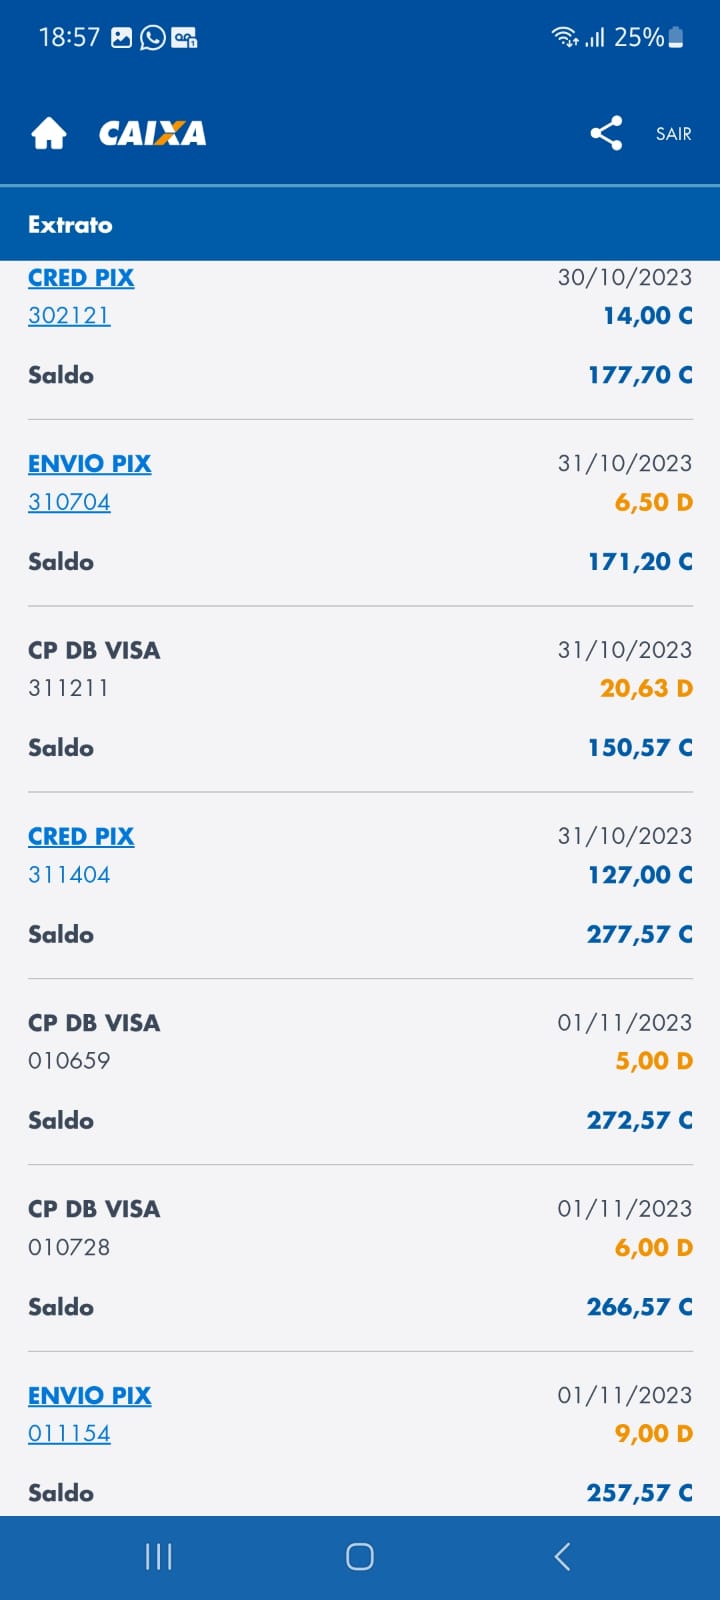 18:57 25%
CAIXA SAIR
Extrato
CRED PIX 30/10/2023
302121 14,00 C
Saldo 177,70 C
ENVIO PIX 31/10/2023
310704 6,50 D
Saldo 171,20 C
CP DB VISA 31/10/2023
311211 20,63 D
Saldo 150,57 C
CRED PIX 31/10/2023
311404 127,00 C
Saldo 277,57 C
CP DB VISA 01/11/2023
010659 5,00 D
Saldo 272,57 C
CP DB VISA 01/11/2023
010728 6,00 D
Saldo 266,57 C
ENVIO PIX 01/11/2023
011154 9,00 D
Saldo 257,57 C